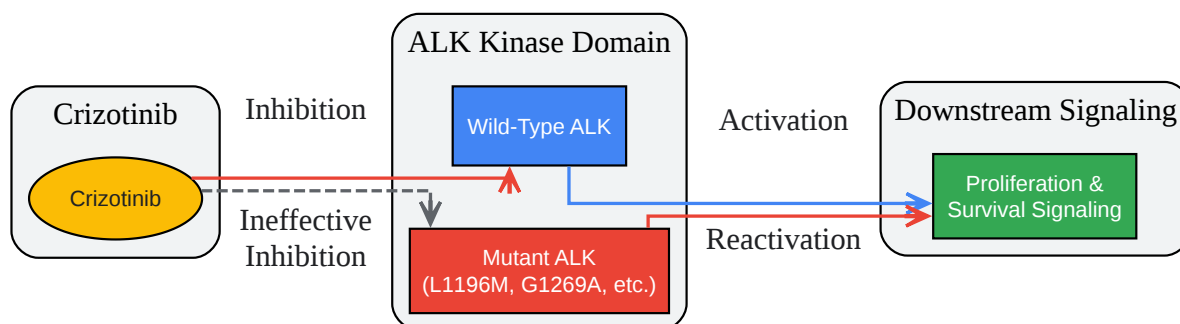 Crizotinib
Crizotinib
Inhibition
Ineffective
Inhibition
ALK Kinase Domain
Wild-Type ALK
Mutant ALK
(L1196M, G1269A, etc.)
Activation
Reactivation
Downstream Signaling
Proliferation &
Survival Signaling